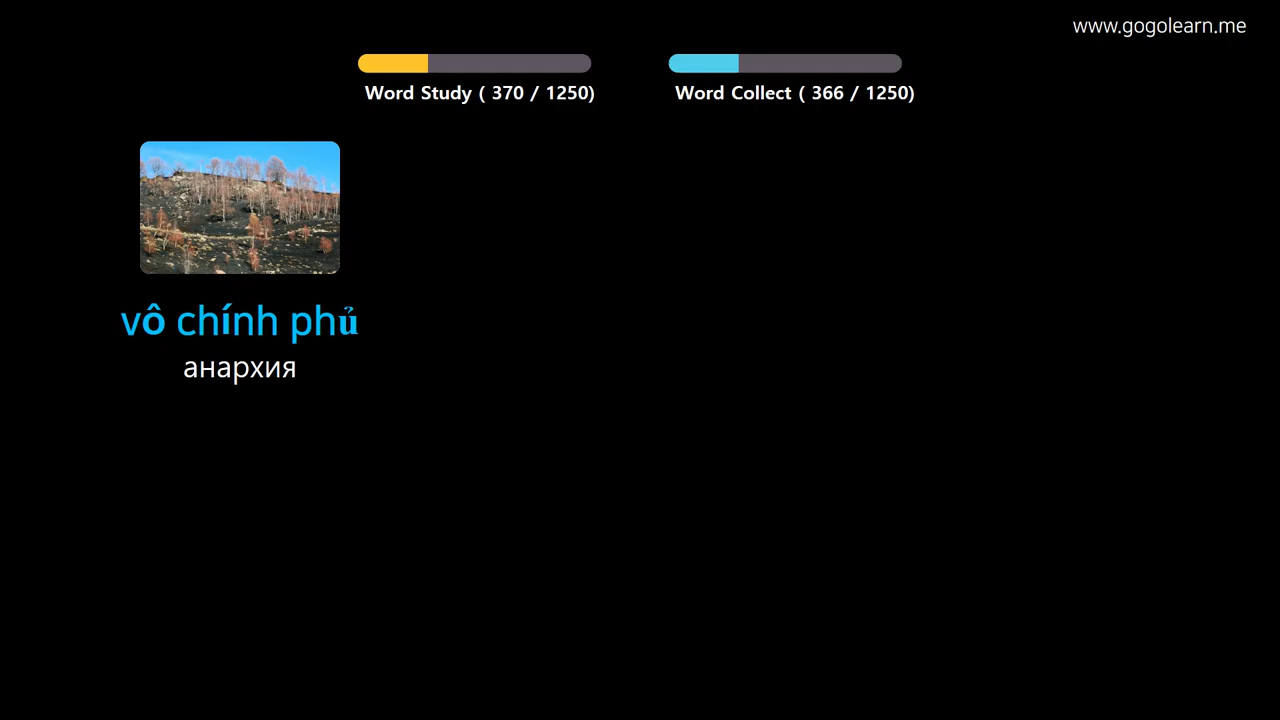 www.gogolearn.me
Word Study ( 370 / 1250)
Word Collect ( 366 / 1250)
vô chính phủ
анархия